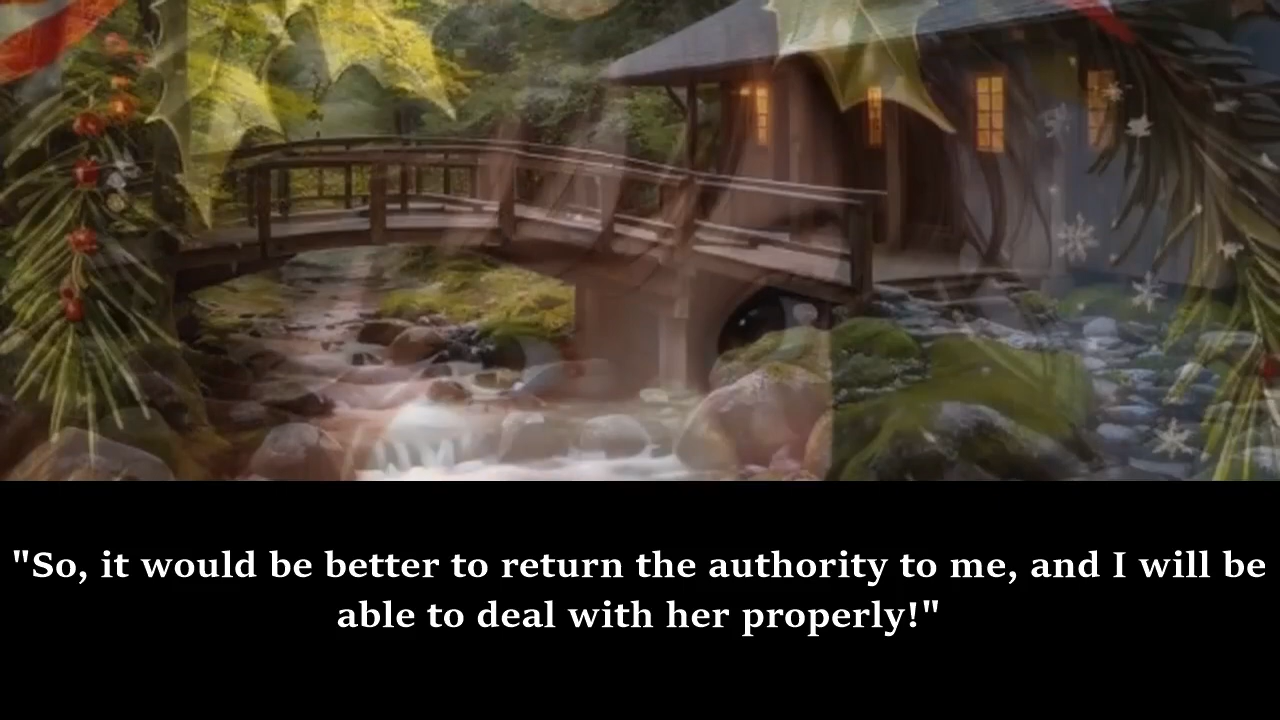 "So, it would be better to return the authority to me, and I will be
able to deal with her properly!"